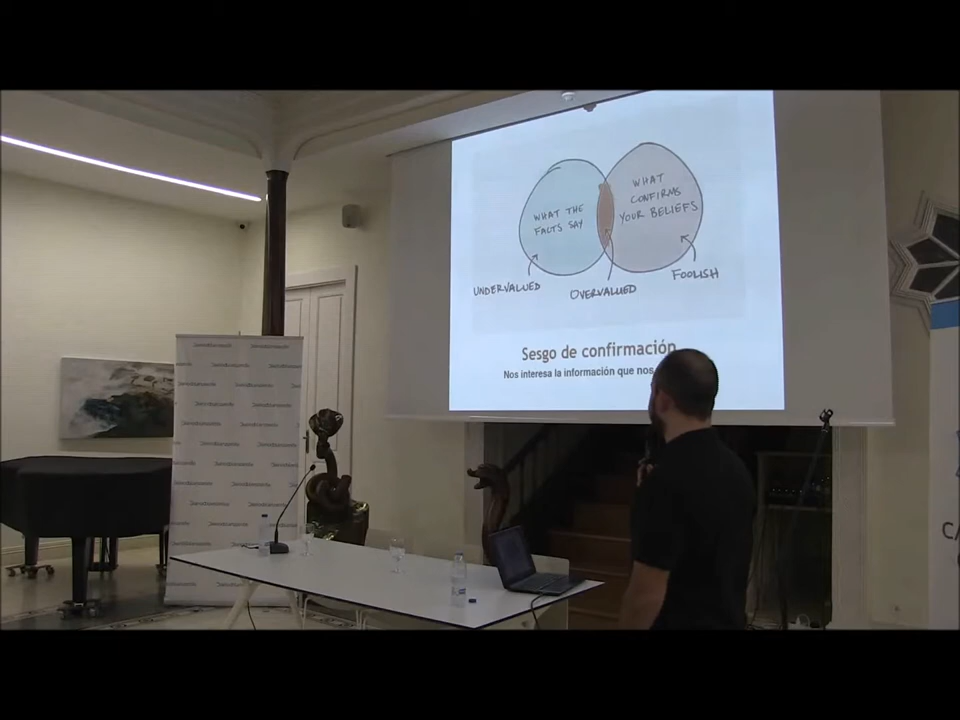 WHAT THE
FACTS SAY
WHAT
CONFIRMS
YOUR BELIEFS
UNDERVALUED
OVERVALUED
FOOLISH
Sesgo de confirmación
Nos interesa la información que nos
C/